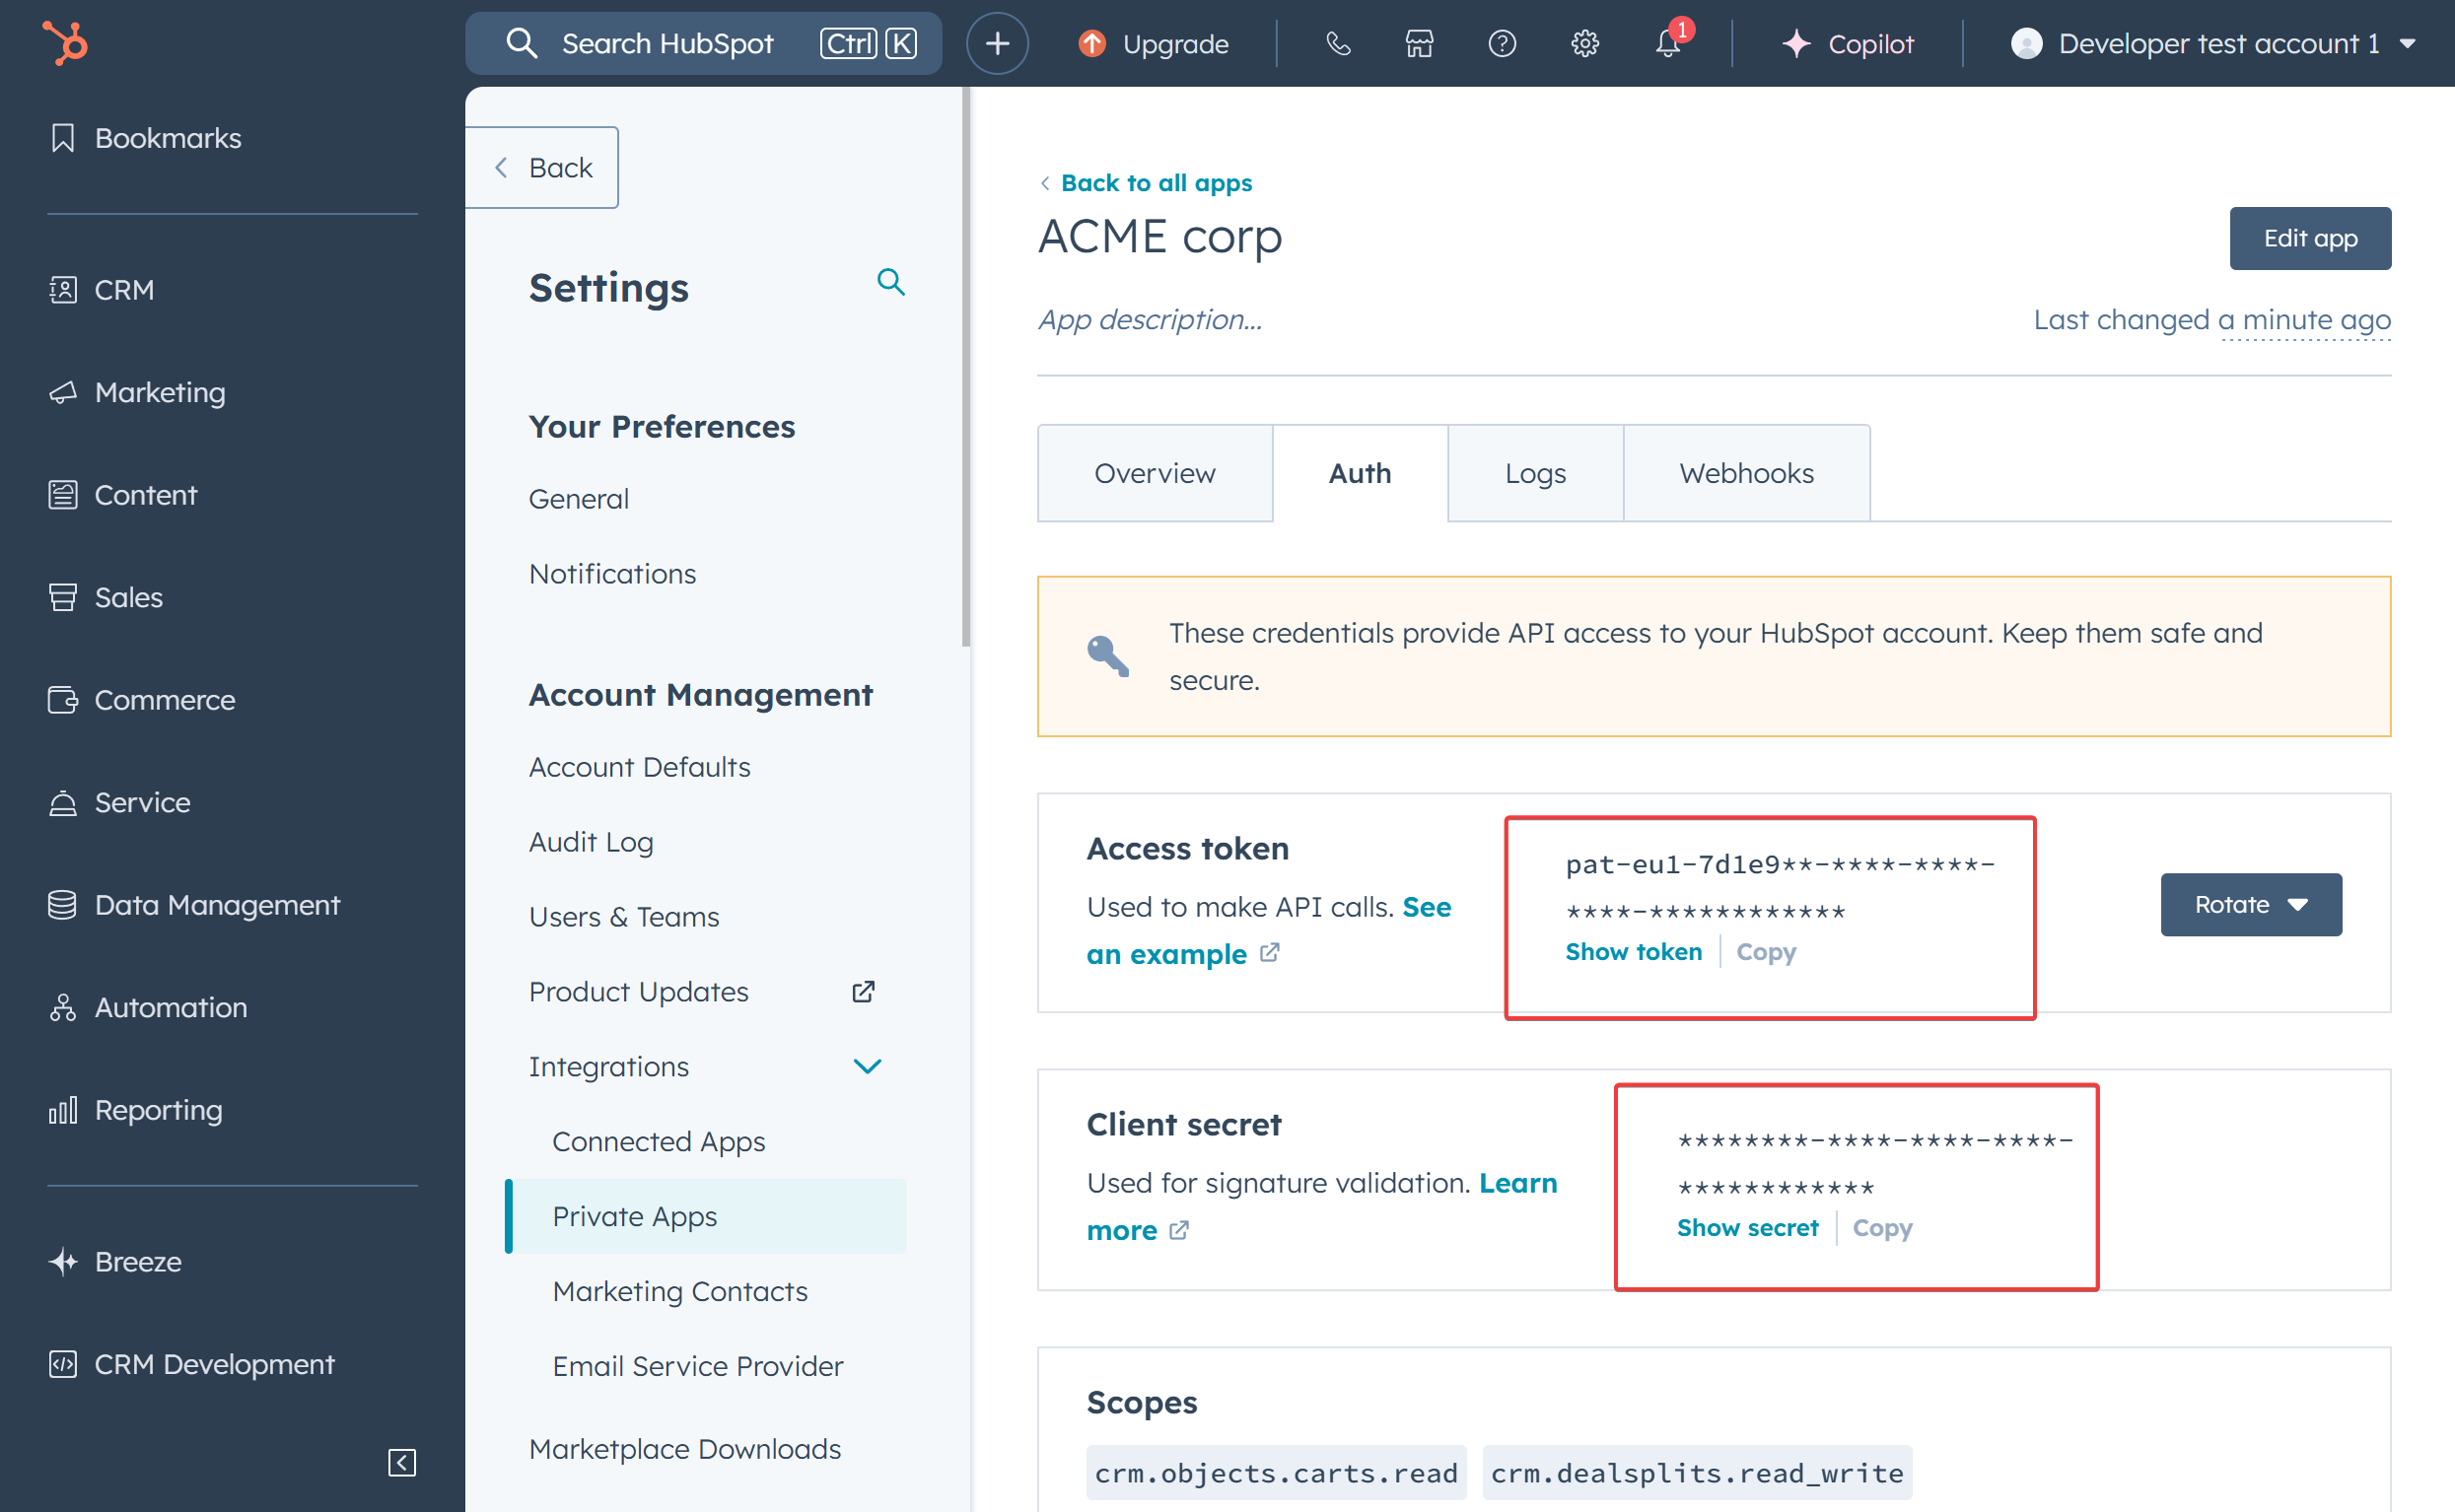 Search HubSpot Ctrl K
Upgrade
1
Copilot
Developer test account 1
Bookmarks
CRM
Marketing
Content
Sales
Commerce
Service
Data Management
Automation
Reporting
Breeze
CRM Development
Back
Settings
Your Preferences
General
Notifications
Account Management
Account Defaults
Audit Log
Users & Teams
Product Updates
Integrations
Connected Apps
Private Apps
Marketing Contacts
Email Service Provider
Marketplace Downloads
Back to all apps
ACME corp
Edit app
App description...
Last changed a minute ago
Overview
Auth
Logs
Webhooks
These credentials provide API access to your HubSpot account. Keep them safe and
secure.
Access token
Used to make API calls. See
an example
pat-eu1-7d1e9**-****-****-
****-************
Show token
Copy
Rotate
Client secret
Used for signature validation. Learn
more
********-****-****-****-
************
Show secret
Copy
Scopes
crm.objects.carts.read
crm.dealsplits.read_write